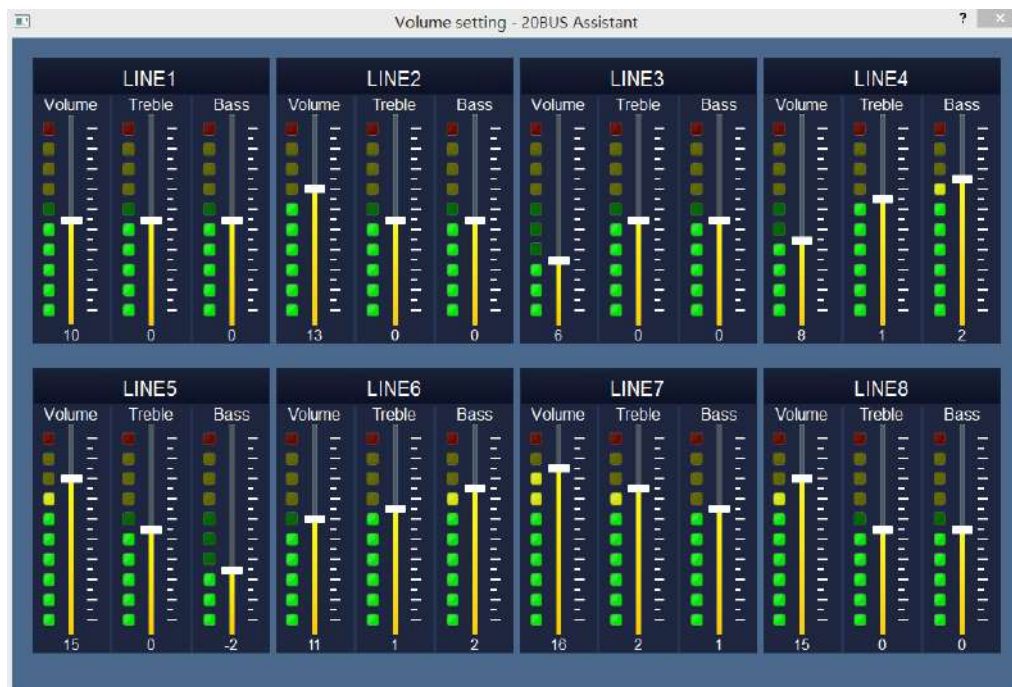 Volume setting - 20BUS Assistant ?
LINE1 LINE2 LINE3 LINE4
Volume Treble Bass Volume Treble Bass Volume Treble Bass Volume Treble Bass
10 0 0 13 0 0 6 0 0 8 1 2
LINE5 LINE6 LINE7 LINE8
Volume Treble Bass Volume Treble Bass Volume Treble Bass Volume Treble Bass
15 0 -2 11 1 2 16 2 1 15 0 0